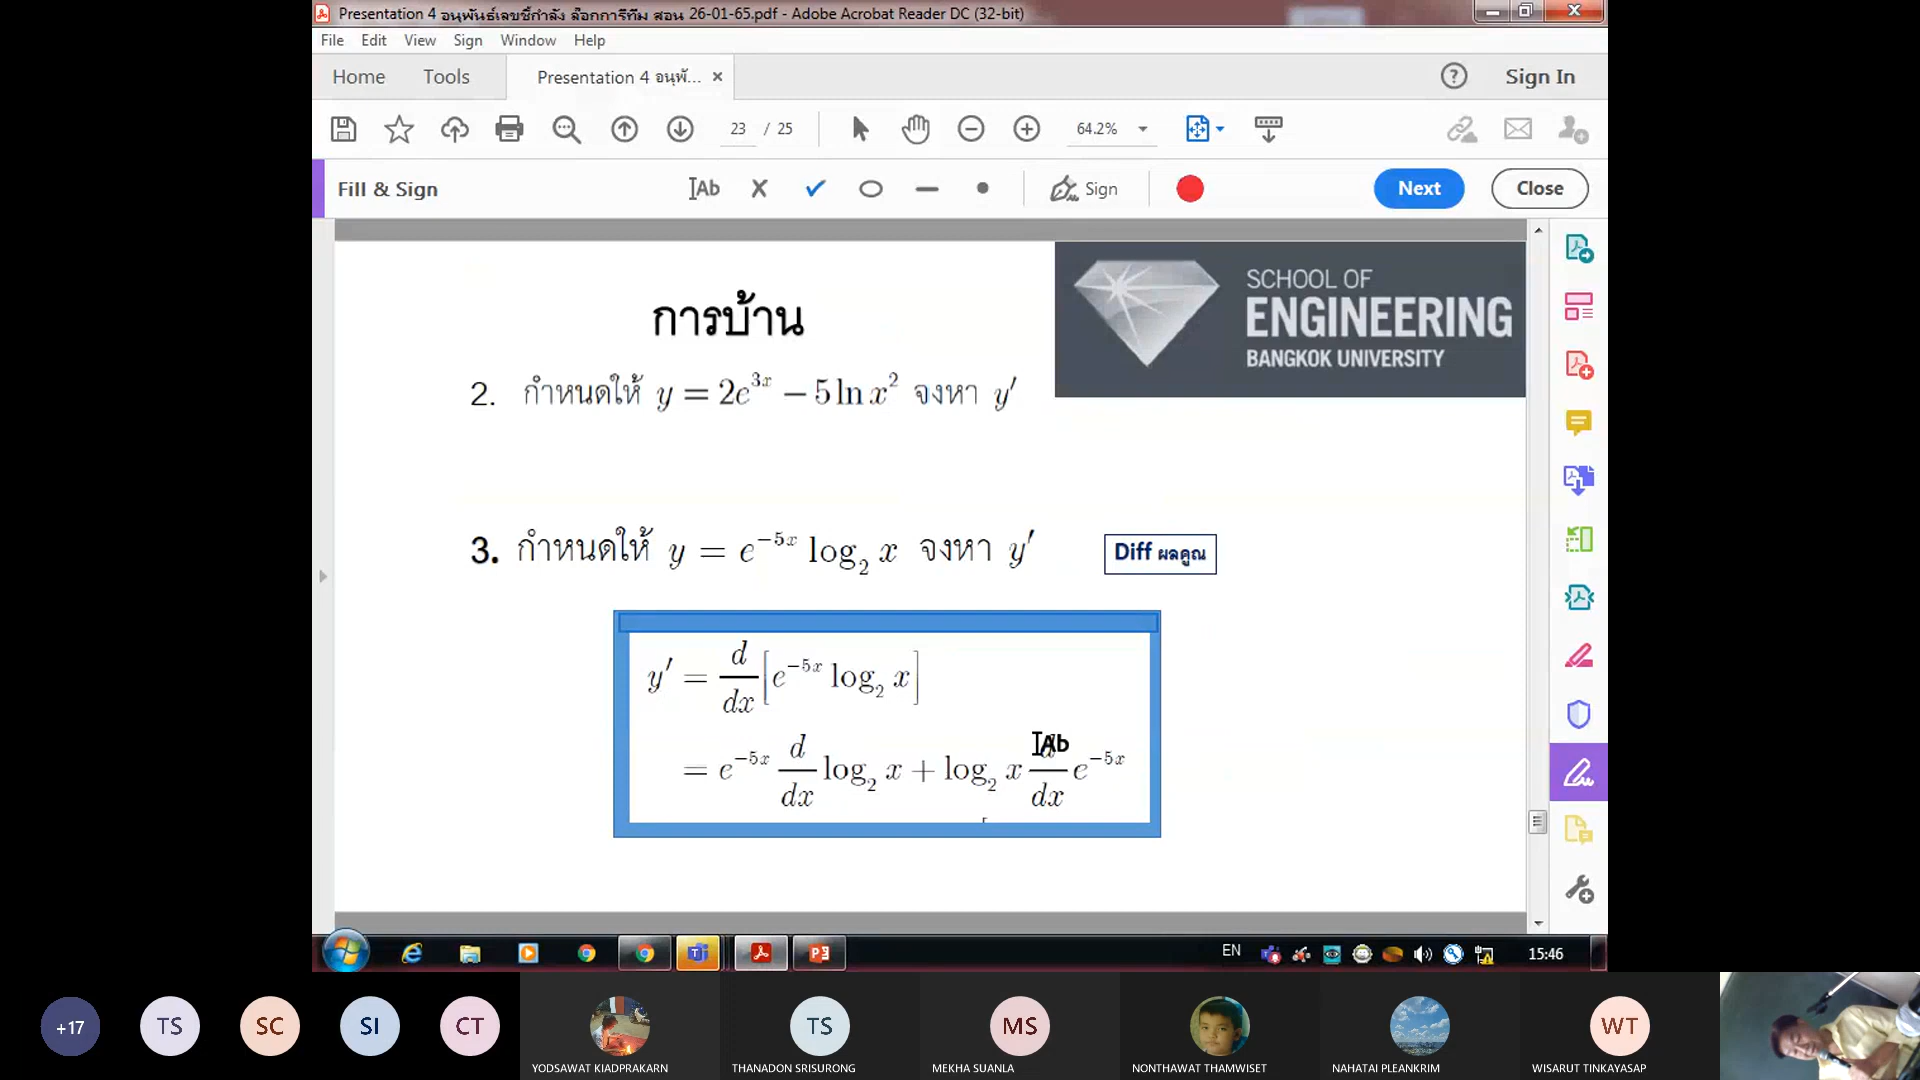 Presentation 4 อนุพันธ์เลขชี้กำลัง ล๊อกการีทึม สอน 26-01-65.pdf - Adobe Acrobat Reader DC (32-bit)
File Edit View Sign Window Help
Home Tools Presentation 4 อนุพั... × ? Sign In
23 / 25 64.2%
Fill & Sign IAb Sign Next Close
SCHOOL OF
ENGINEERING
BANGKOK UNIVERSITY
การบ้าน
2. กำหนดให้ y = 2e^{3x} − 5 ln x² จงหา y′
3. กำหนดให้ y = e^{−5x} log₂ x จงหา y′ Diff ผลคูณ
y′ = d/dx [e^{−5x} log₂ x]
= e^{−5x} d/dx log₂ x + log₂ x d/dx e^{−5x}
IAb
EN 15:46
+17 TS SC SI CT TS MS WT
YODSAWAT KIADPRAKARN THANADON SRISURONG MEKHA SUANLA NONTHAWAT THAMWISET NAHATAI PLEANKRIM WISARUT TINKAYASAP